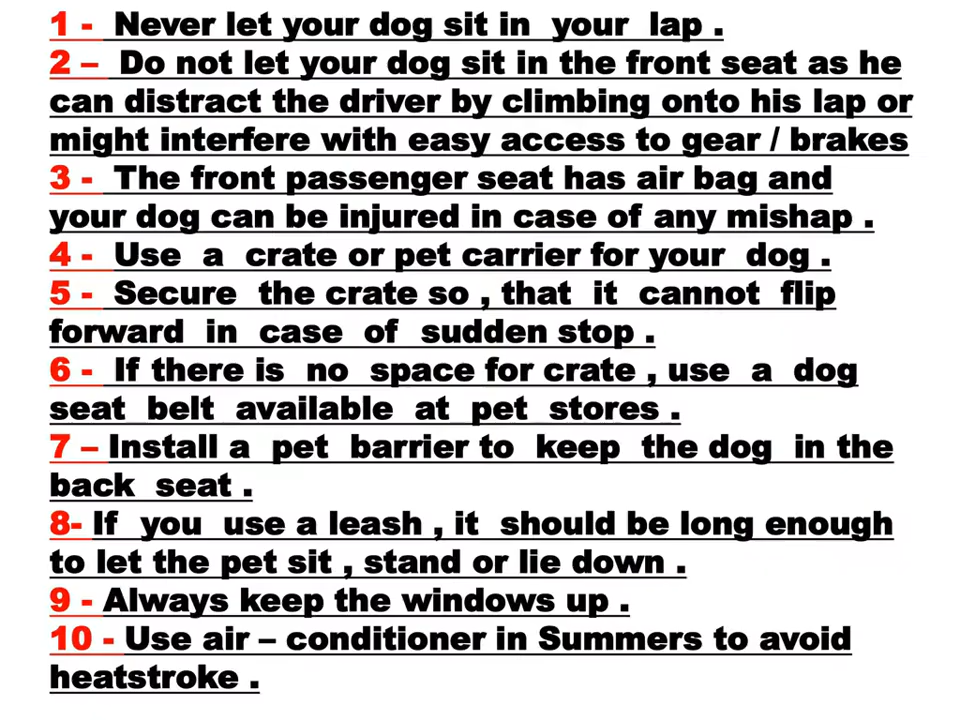 1 - Never let your dog sit in your lap .
2 – Do not let your dog sit in the front seat as he
can distract the driver by climbing onto his lap or
might interfere with easy access to gear / brakes
3 - The front passenger seat has air bag and
your dog can be injured in case of any mishap .
4 - Use a crate or pet carrier for your dog .
5 - Secure the crate so , that it cannot flip
forward in case of sudden stop .
6 - If there is no space for crate , use a dog
seat belt available at pet stores .
7 – Install a pet barrier to keep the dog in the
back seat .
8- If you use a leash , it should be long enough
to let the pet sit , stand or lie down .
9 - Always keep the windows up .
10 - Use air – conditioner in Summers to avoid
heatstroke .